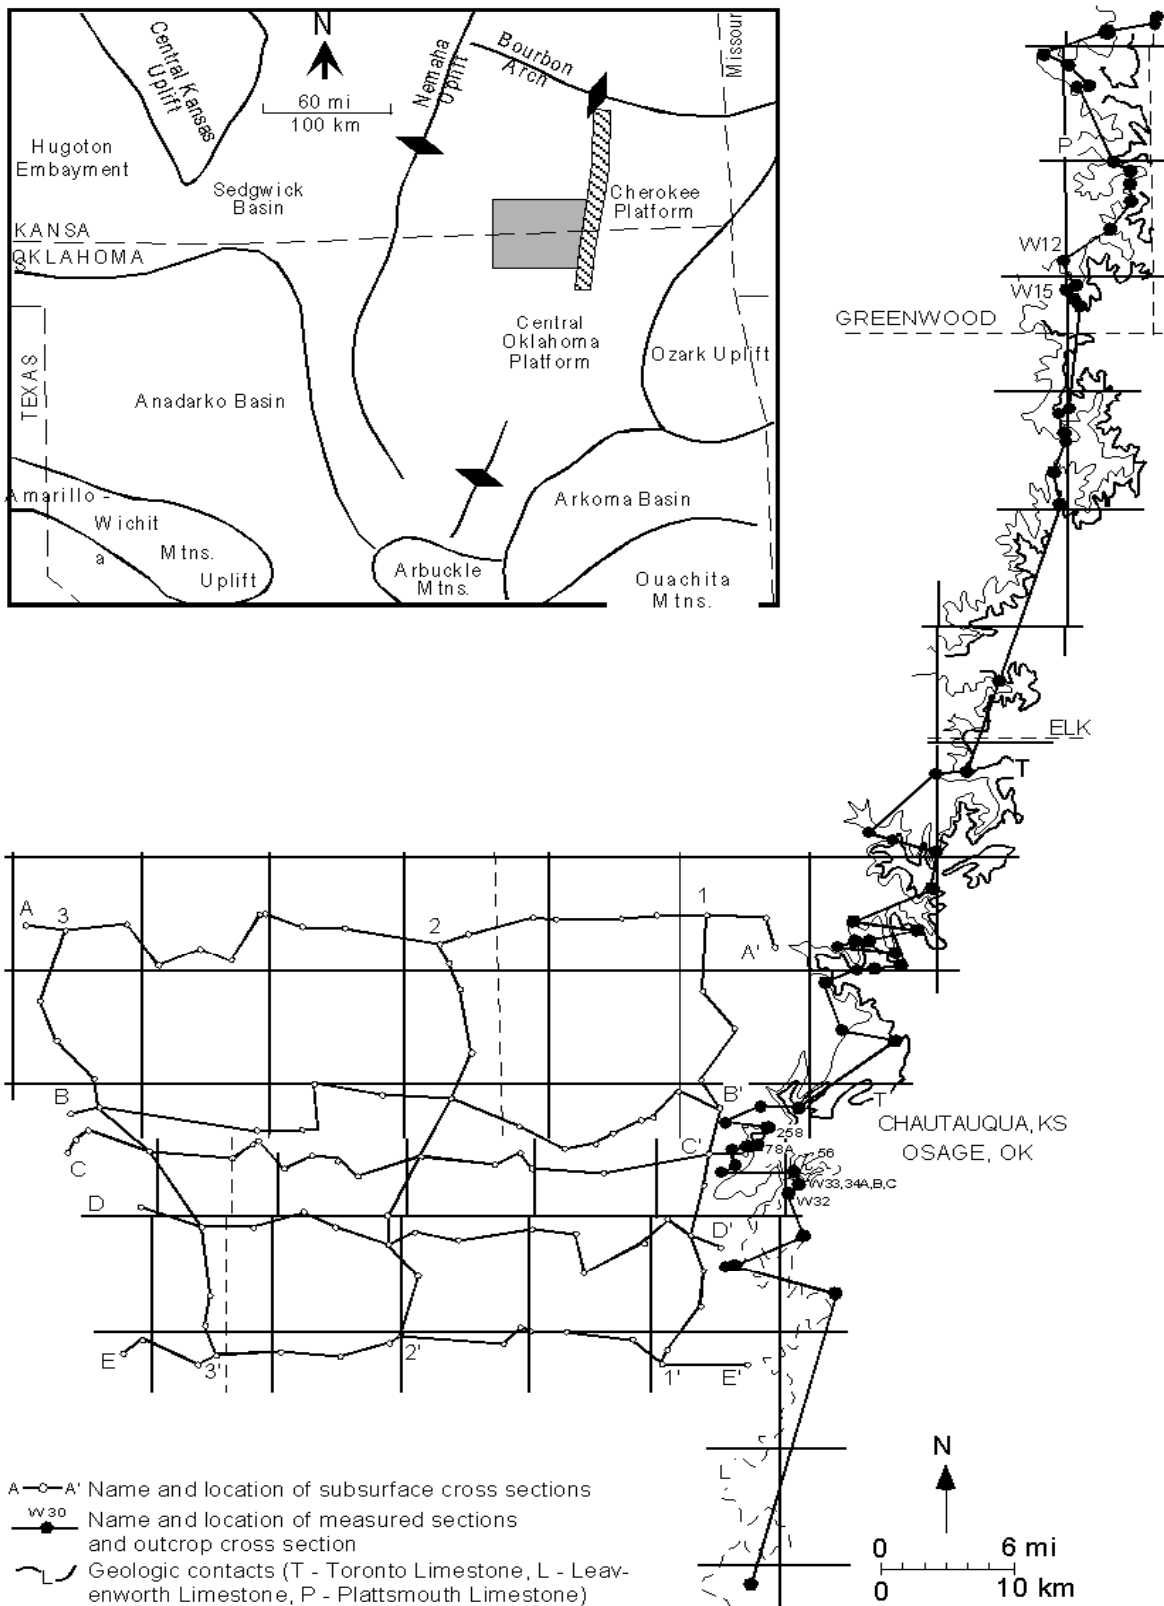 N
Missour
Bourbon
Arch
Nemaha
Uplift
Central Kansas
Uplift
60 mi
100 km
Hugoton
Embayment
Sedgwick
Basin
Cherokee
Platform
KANSA
S
OKLAHOMA
TEXAS
Central
Oklahoma
Platform
Ozark Uplift
Anadarko Basin
Amarillo -
Wichit
a
Mtns.
Uplift
Arkoma Basin
Arbuckle
Mtns.
Ouachita
Mtns.
P
W12
W15
GREENWOOD
ELK
T
A
3
2
1
A'
B
B'
T
CHAUTAUQUA, KS
OSAGE, OK
C
C'
258
78A
56
W33,34A,B,C
W32
D
D'
E
3'
2'
1'
E'
L
N
A A' Name and location of subsurface cross sections
W30 Name and location of measured sections
and outcrop cross section
L Geologic contacts (T - Toronto Limestone, L - Leav-
enworth Limestone, P - Plattsmouth Limestone)
0 6 mi
0 10 km